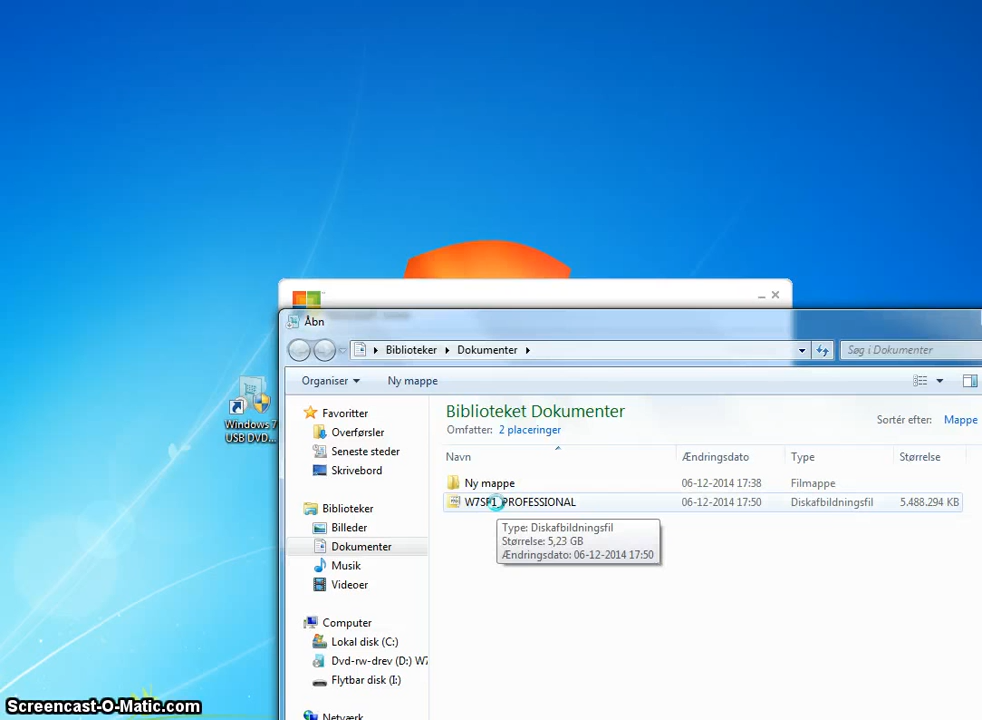 Åbn
Biblioteker
Dokumenter
Søg i Dokumenter
Organiser
Ny mappe
Favoritter
Overførsler
Seneste steder
Skrivebord
Biblioteker
Billeder
Dokumenter
Musik
Videoer
Computer
Lokal disk (C:)
Dvd-rw-drev (D:) W7
Flytbar disk (I:)
Netværk
Biblioteket Dokumenter
Omfatter: 2 placeringer
Sortér efter: Mappe
Navn Ændringsdato Type Størrelse
Ny mappe 06-12-2014 17:38 Filmappe
W7SP1_PROFESSIONAL 06-12-2014 17:50 Diskafbildningsfil 5.488.294 KB
Type: Diskafbildningsfil
Størrelse: 5,23 GB
Ændringsdato: 06-12-2014 17:50
Windows 7
USB DVD...
Screencast-O-Matic.com